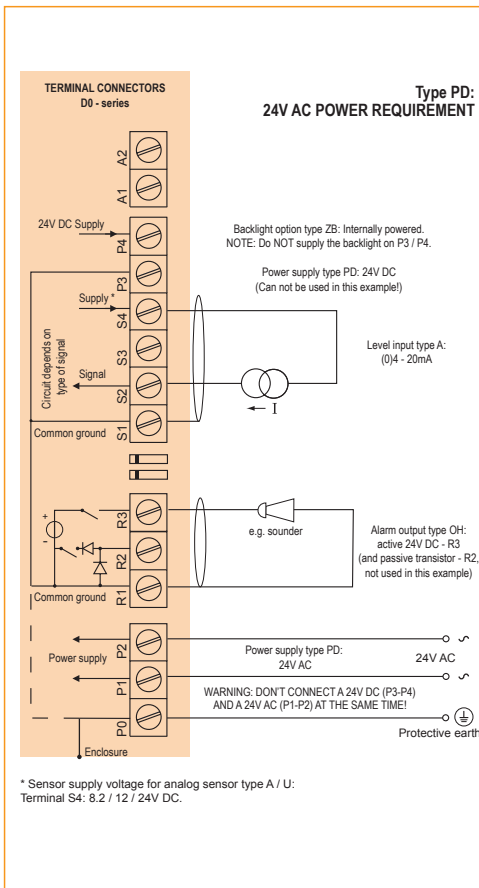 TERMINAL CONNECTORS
D0 - series
Type PD:
24V AC POWER REQUIREMENT
A2
A1
24V DC Supply
P4
Backlight option type ZB: Internally powered.
NOTE: Do NOT supply the backlight on P3 / P4.
P3
Power supply type PD: 24V DC
(Can not be used in this example!)
Supply *
S4
Circuit depends on
type of signal
S3
Level input type A:
(0)4 - 20mA
Signal
S2
I
S1
Common ground
R3
+
-
e.g. sounder
R2
Alarm output type OH:
active 24V DC - R3
(and passive transistor - R2,
not used in this example)
R1
Common ground
P2
Power supply
Power supply type PD:
24V AC
24V AC
P1
WARNING: DON'T CONNECT A 24V DC (P3-P4)
AND A 24V AC (P1-P2) AT THE SAME TIME!
P0
Protective earth
Enclosure
* Sensor supply voltage for analog sensor type A / U:
Terminal S4: 8.2 / 12 / 24V DC.